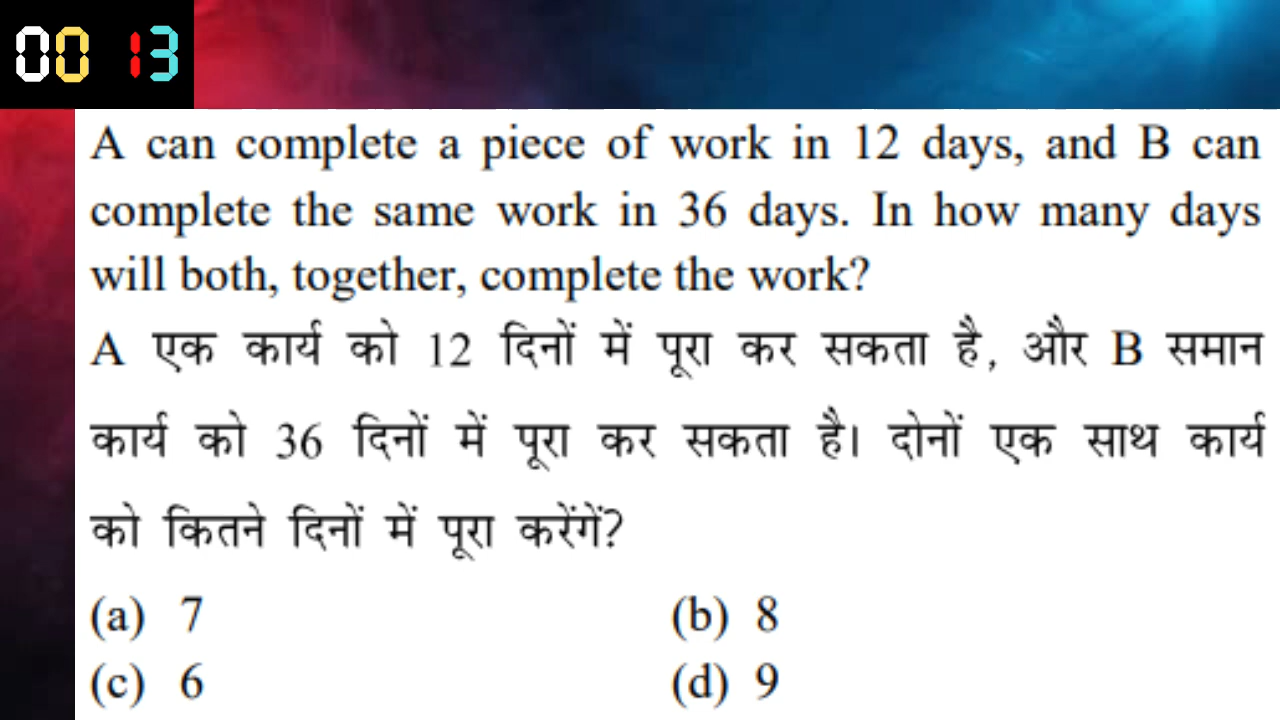 00 13
A can complete a piece of work in 12 days, and B can
complete the same work in 36 days. In how many days
will both, together, complete the work?
A एक कार्य को 12 दिनों में पूरा कर सकता है, और B समान
कार्य को 36 दिनों में पूरा कर सकता है। दोनों एक साथ कार्य
को कितने दिनों में पूरा करेंगें?
(a) 7 (b) 8
(c) 6 (d) 9